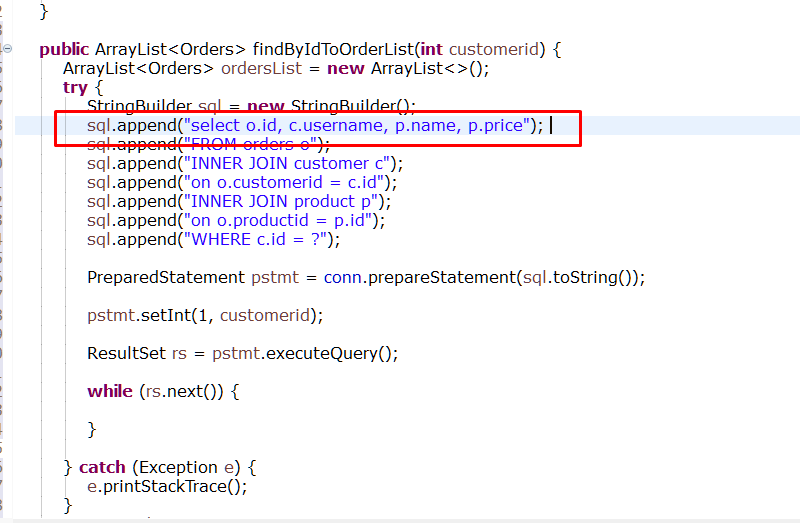 }
public ArrayList<Orders> findByIdToOrderList(int customerid) {
ArrayList<Orders> ordersList = new ArrayList<>();
try {
StringBuilder sql = new StringBuilder();
sql.append("select o.id, c.username, p.name, p.price");
sql.append("FROM orders o");
sql.append("INNER JOIN customer c");
sql.append("on o.customerid = c.id");
sql.append("INNER JOIN product p");
sql.append("on o.productid = p.id");
sql.append("WHERE c.id = ?");
PreparedStatement pstmt = conn.prepareStatement(sql.toString());
pstmt.setInt(1, customerid);
ResultSet rs = pstmt.executeQuery();
while (rs.next()) {
}
} catch (Exception e) {
e.printStackTrace();
}